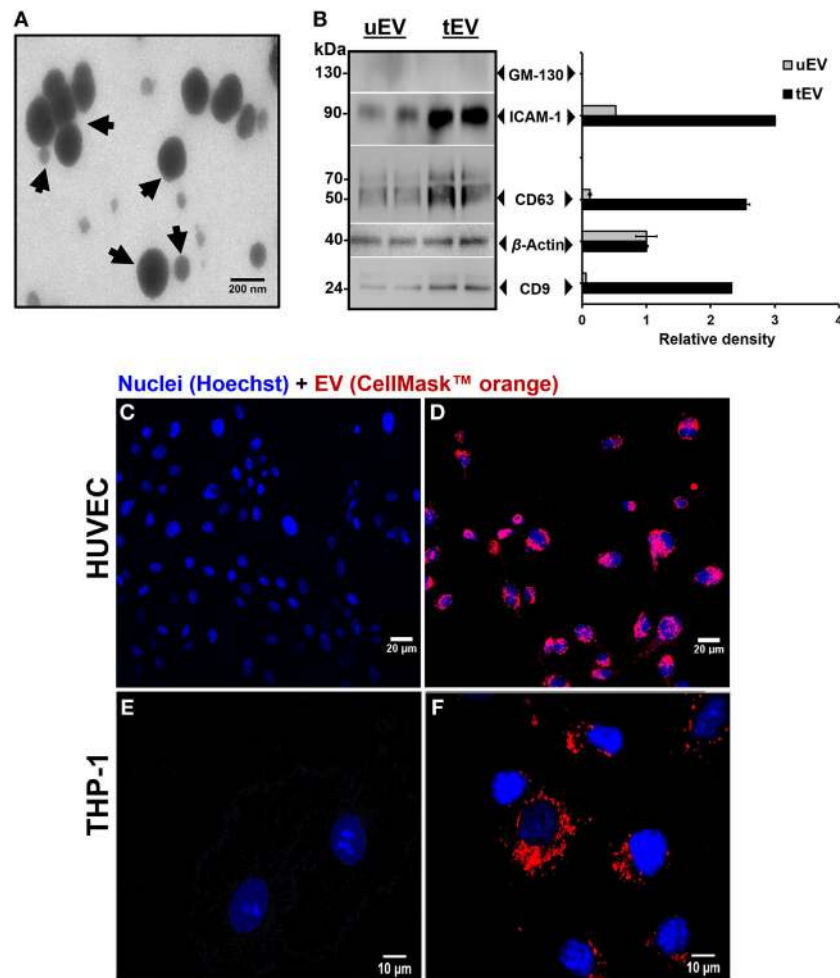 A
200 nm
B
uEV tEV
kDa
130
90
70
50
40
24
GM-130
ICAM-1
CD63
β-Actin
CD9
uEV
tEV
0 1 2 3 4
Relative density
Nuclei (Hoechst) + EV (CellMask™ orange)
HUVEC
C
20 µm
D
20 µm
THP-1
E
10 µm
F
10 µm